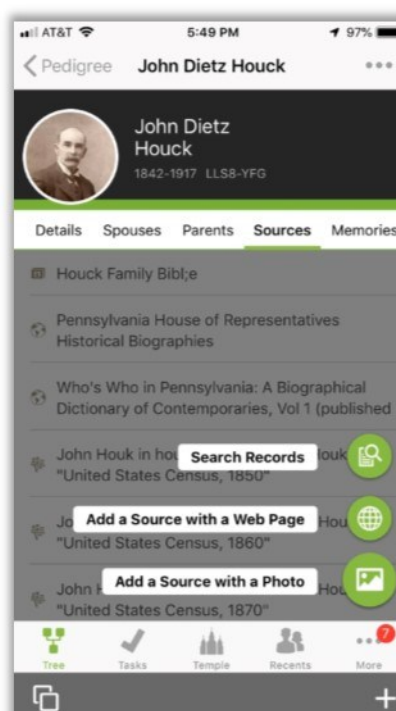 AT&T 5:49 PM 97%
Pedigree John Dietz Houck
John Dietz
Houck
1842-1917 LLS8-YFG
Details Spouses Parents Sources Memories
Houck Family Bibl;e
Pennsylvania House of Representatives
Historical Biographies
Who's Who in Pennsylvania: A Biographical
Dictionary of Contemporaries, Vol 1 (published
John Houk in
Search Records
"United States Census, 1850"
Add a Source with a Web Page
"United States Census, 1860"
John
Add a Source with a Photo
"United States Census, 1870"
7
Tree Tasks Temple Recents More